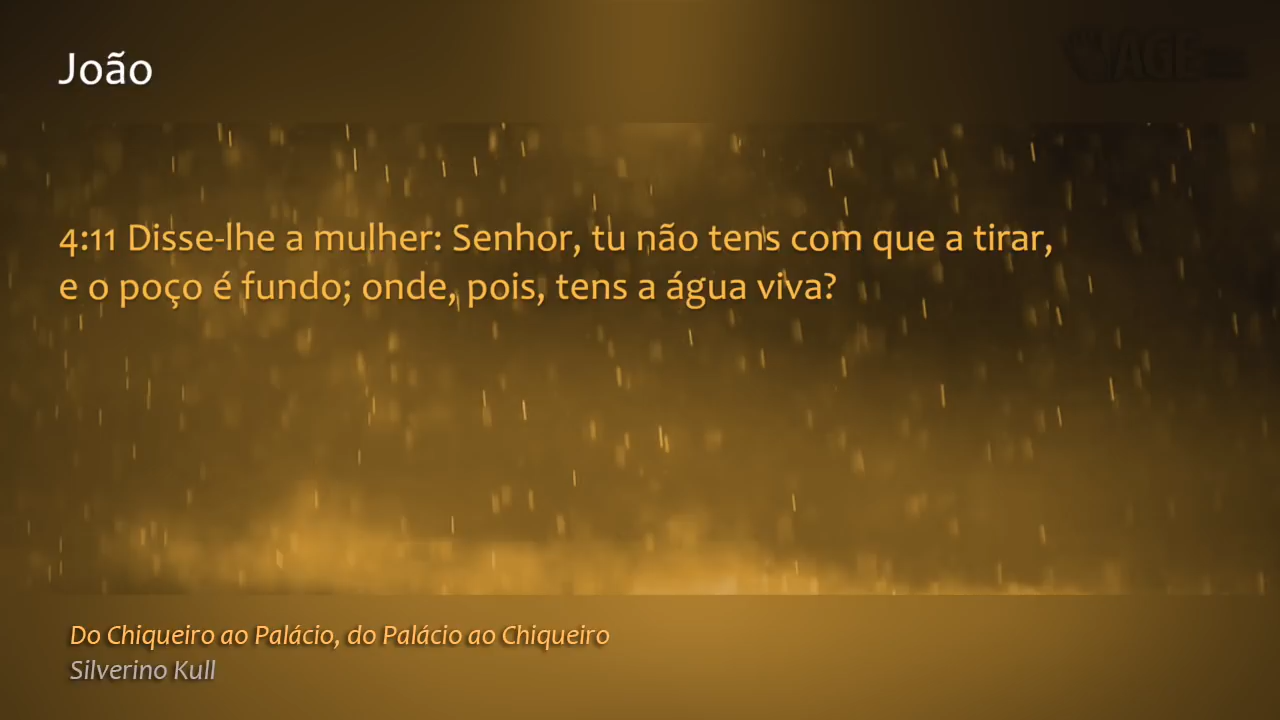 João
4:11 Disse-lhe a mulher: Senhor, tu não tens com que a tirar,
e o poço é fundo; onde, pois, tens a água viva?
Do Chiqueiro ao Palácio, do Palácio ao Chiqueiro
Silverino Kull